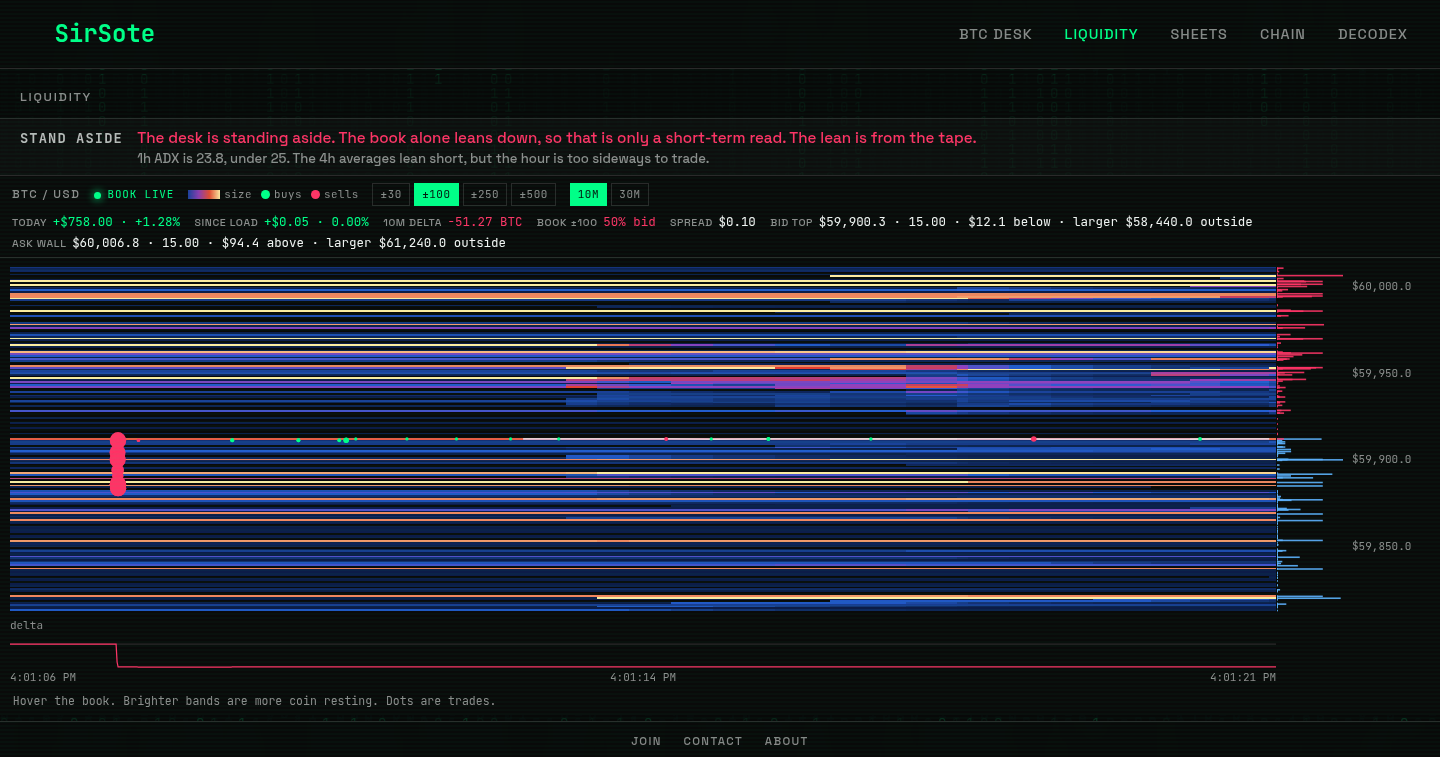 SirSote
BTC DESK LIQUIDITY SHEETS CHAIN DECODEX
LIQUIDITY
STAND ASIDE The desk is standing aside. The book alone leans down, so that is only a short-term read. The lean is from the tape.
1h ADX is 23.8, under 25. The 4h averages lean short, but the hour is too sideways to trade.
BTC / USD BOOK LIVE size buys sells ±30 ±100 ±250 ±500 10M 30M
TODAY +$758.00 · +1.28% SINCE LOAD +$0.05 · 0.00% 10M DELTA -51.27 BTC BOOK ±100 50% bid SPREAD $0.10 BID TOP $59,900.3 · 15.00 · $12.1 below · larger $58,440.0 outside
ASK WALL $60,006.8 · 15.00 · $94.4 above · larger $61,240.0 outside
$60,000.0
$59,950.0
$59,900.0
$59,850.0
delta
4:01:06 PM 4:01:14 PM 4:01:21 PM
Hover the book. Brighter bands are more coin resting. Dots are trades.
JOIN CONTACT ABOUT